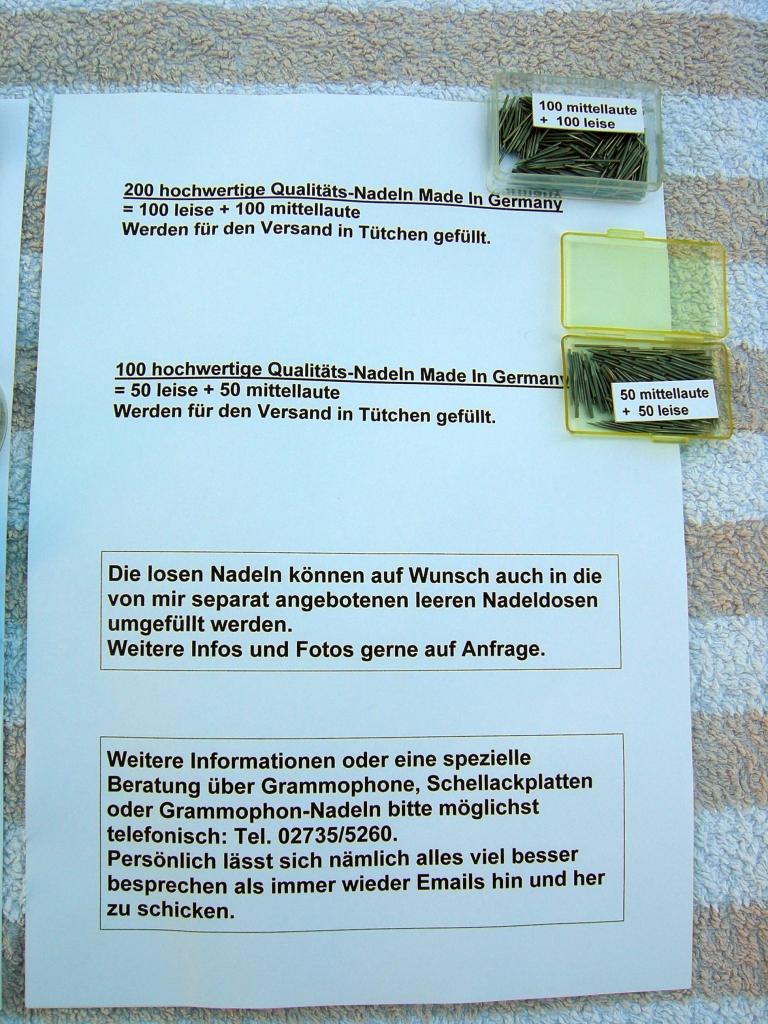 100 mittellaute
+ 100 leise
200 hochwertige Qualitäts-Nadeln Made In Germany
= 100 leise + 100 mittellaute
Werden für den Versand in Tütchen gefüllt.
100 hochwertige Qualitäts-Nadeln Made In Germany
= 50 leise + 50 mittellaute
Werden für den Versand in Tütchen gefüllt.
50 mittellaute
+ 50 leise
Die losen Nadeln können auf Wunsch auch in die
von mir separat angebotenen leeren Nadeldosen
umgefüllt werden.
Weitere Infos und Fotos gerne auf Anfrage.
Weitere Informationen oder eine spezielle
Beratung über Grammophone, Schellackplatten
oder Grammophon-Nadeln bitte möglichst
telefonisch: Tel. 02735/5260.
Persönlich lässt sich nämlich alles viel besser
besprechen als immer wieder Emails hin und her
zu schicken.